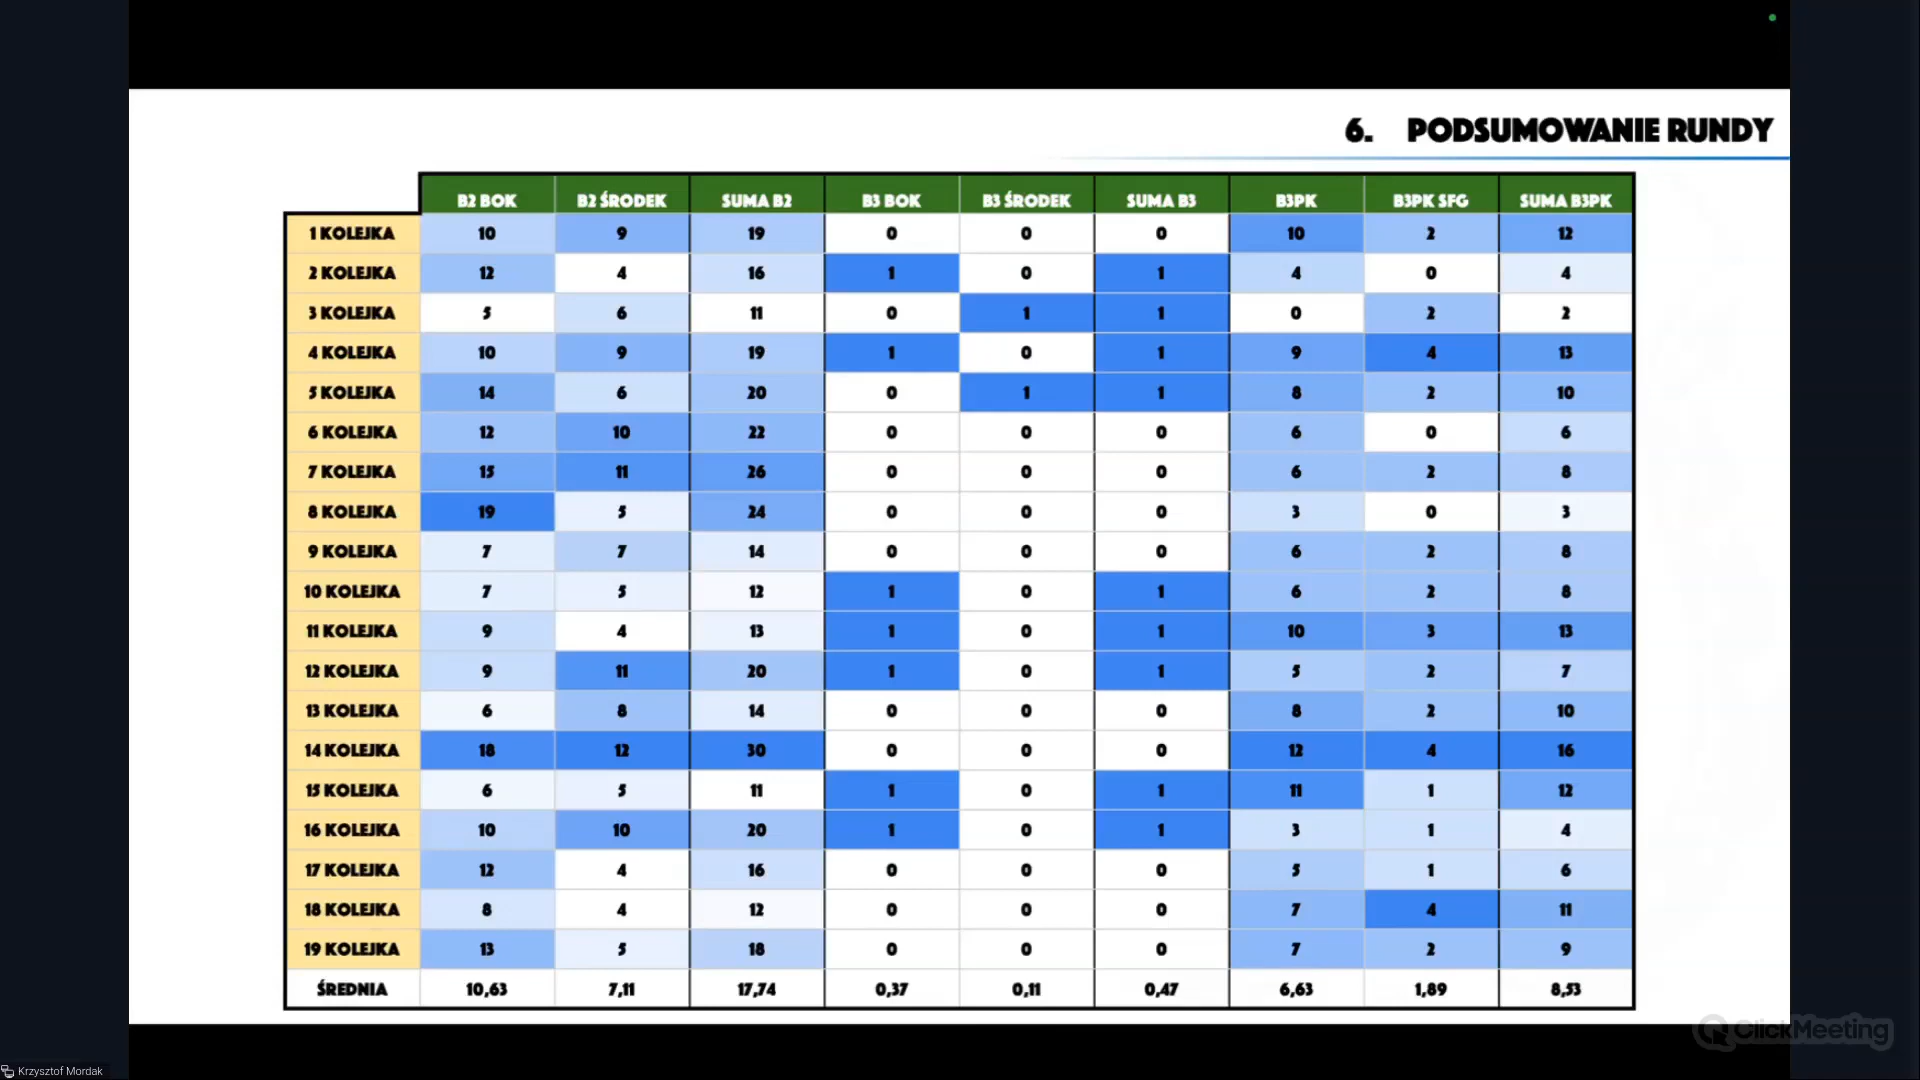 6. PODSUMOWANIE RUNDY
B2 BOK B2 ŚRODEK SUMA B2 B3 BOK B3 ŚRODEK SUMA B3 B3PK B3PK SFG SUMA B3PK
1 KOLEJKA 10 9 19 0 0 0 10 2 12
2 KOLEJKA 12 4 16 1 0 1 4 0 4
3 KOLEJKA 5 6 11 0 1 1 0 2 2
4 KOLEJKA 10 9 19 1 0 1 9 4 13
5 KOLEJKA 14 6 20 0 1 1 8 2 10
6 KOLEJKA 12 10 22 0 0 0 6 0 6
7 KOLEJKA 15 11 26 0 0 0 6 2 8
8 KOLEJKA 19 5 24 0 0 0 3 0 3
9 KOLEJKA 7 7 14 0 0 0 6 2 8
10 KOLEJKA 7 5 12 1 0 1 6 2 8
11 KOLEJKA 9 4 13 1 0 1 10 3 13
12 KOLEJKA 9 11 20 1 0 1 5 2 7
13 KOLEJKA 6 8 14 0 0 0 8 2 10
14 KOLEJKA 18 12 30 0 0 0 12 4 16
15 KOLEJKA 6 5 11 1 0 1 11 1 12
16 KOLEJKA 10 10 20 1 0 1 3 1 4
17 KOLEJKA 12 4 16 0 0 0 5 1 6
18 KOLEJKA 8 4 12 0 0 0 7 4 11
19 KOLEJKA 13 5 18 0 0 0 7 2 9
ŚREDNIA 10,63 7,11 17,74 0,37 0,11 0,47 6,63 1,89 8,53
ClickMeeting
Krzysztof Mordak